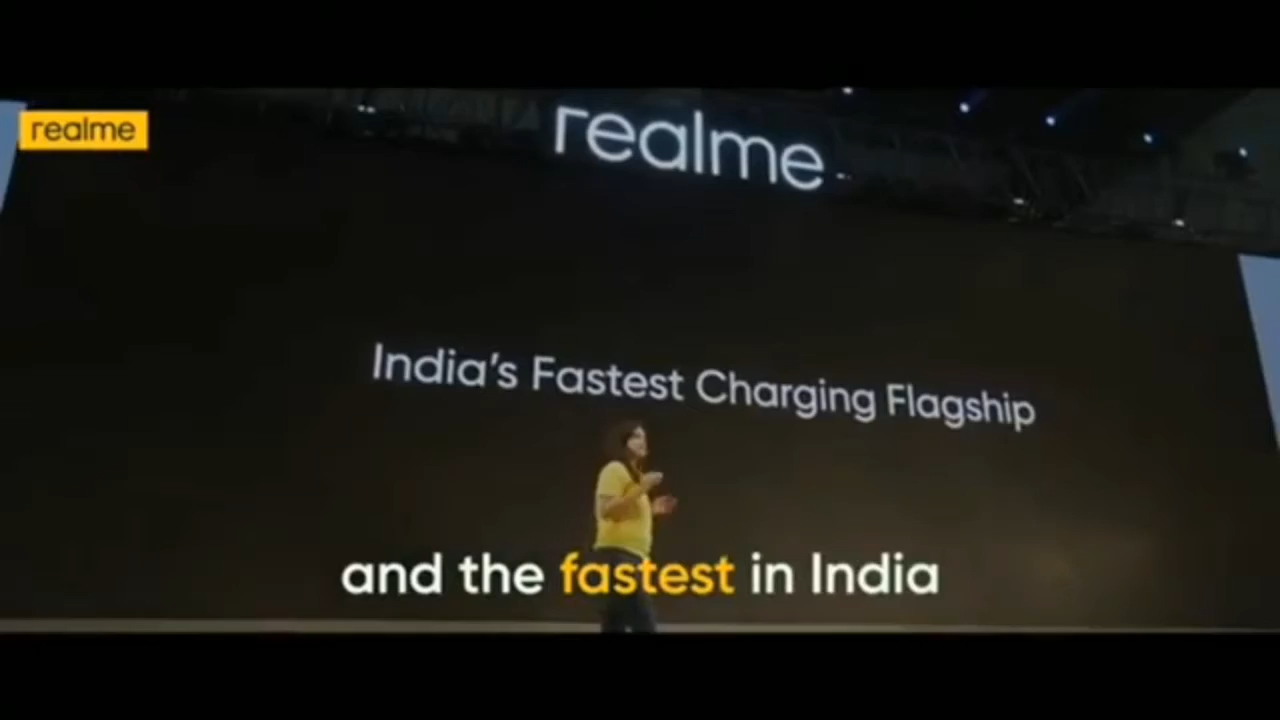 realme
realme
India's Fastest Charging Flagship
and the fastest in India